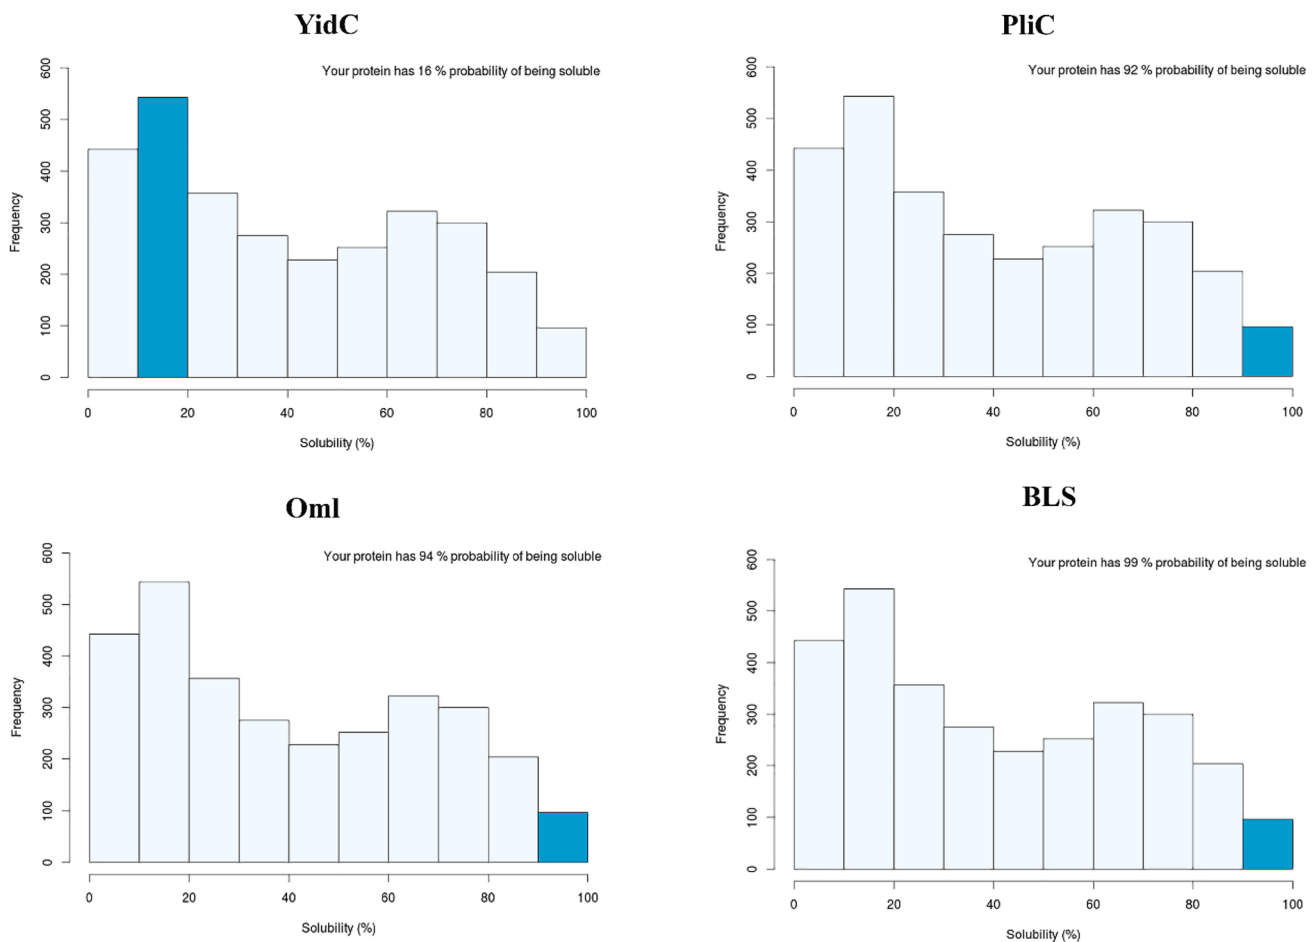 YidC
Your protein has 16 % probability of being soluble
600
500
400
300
200
100
0
Frequency
0 20 40 60 80 100
Solubility (%)
PliC
Your protein has 92 % probability of being soluble
600
500
400
300
200
100
0
Frequency
0 20 40 60 80 100
Solubility (%)
Oml
Your protein has 94 % probability of being soluble
600
500
400
300
200
100
0
Frequency
0 20 40 60 80 100
Solubility (%)
BLS
Your protein has 99 % probability of being soluble
600
500
400
300
200
100
0
Frequency
0 20 40 60 80 100
Solubility (%)